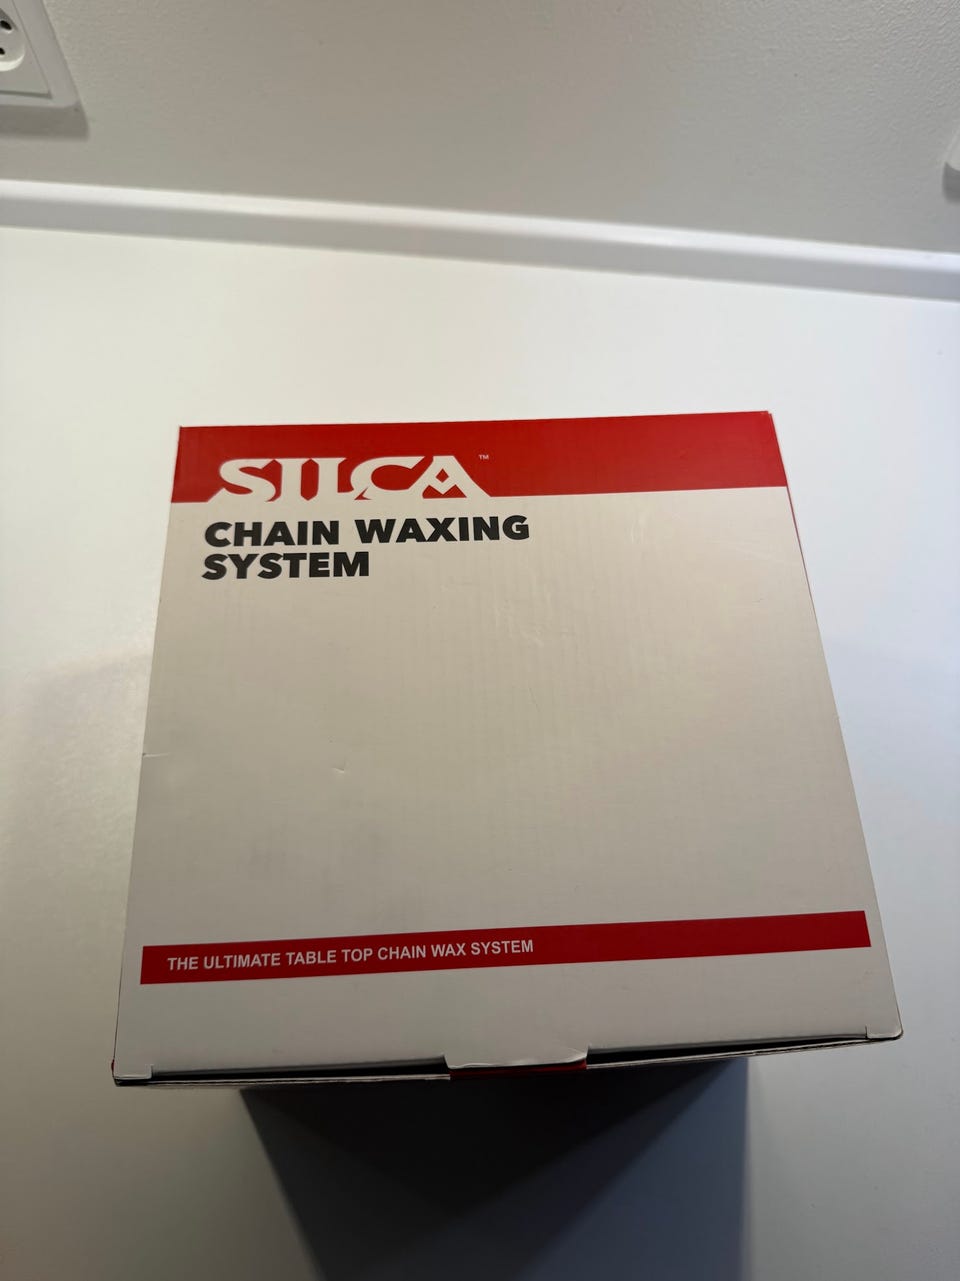 SILCA™
CHAIN WAXING
SYSTEM
THE ULTIMATE TABLE TOP CHAIN WAX SYSTEM